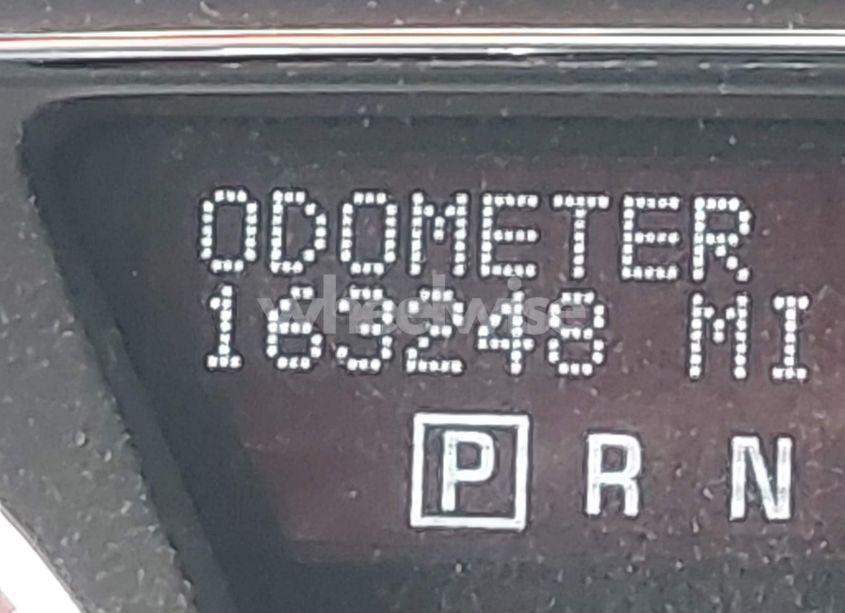 ODOMETER
163248 MI
wheelwise
P R N